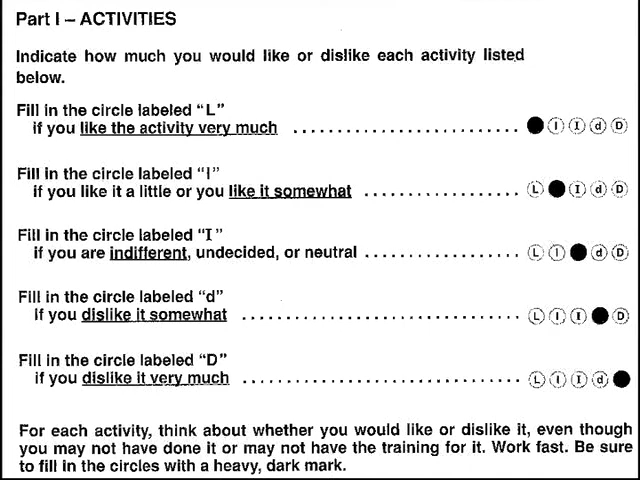 Part I – ACTIVITIES
Indicate how much you would like or dislike each activity listed
below.
Fill in the circle labeled "L"
if you like the activity very much ........................... ● l I d D
Fill in the circle labeled "l"
if you like it a little or you like it somewhat .................. L ● I d D
Fill in the circle labeled "I"
if you are indifferent, undecided, or neutral .................. L l ● d D
Fill in the circle labeled "d"
if you dislike it somewhat ................................ L l I ● D
Fill in the circle labeled "D"
if you dislike it very much ................................ L l I d ●
For each activity, think about whether you would like or dislike it, even though
you may not have done it or may not have the training for it. Work fast. Be sure
to fill in the circles with a heavy, dark mark.